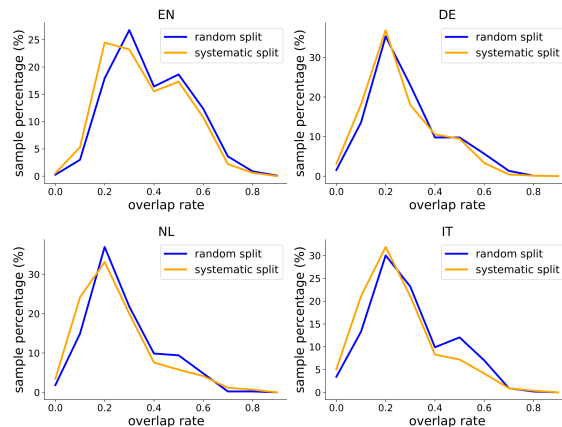 EN
sample percentage (%)
25
20
15
10
5
0
0.0 0.2 0.4 0.6 0.8
overlap rate
random split
systematic split
DE
sample percentage (%)
30
20
10
0
0.0 0.2 0.4 0.6 0.8
overlap rate
random split
systematic split
NL
sample percentage (%)
30
20
10
0
0.0 0.2 0.4 0.6 0.8
overlap rate
random split
systematic split
IT
sample percentage (%)
30
25
20
15
10
5
0
0.0 0.2 0.4 0.6 0.8
overlap rate
random split
systematic split